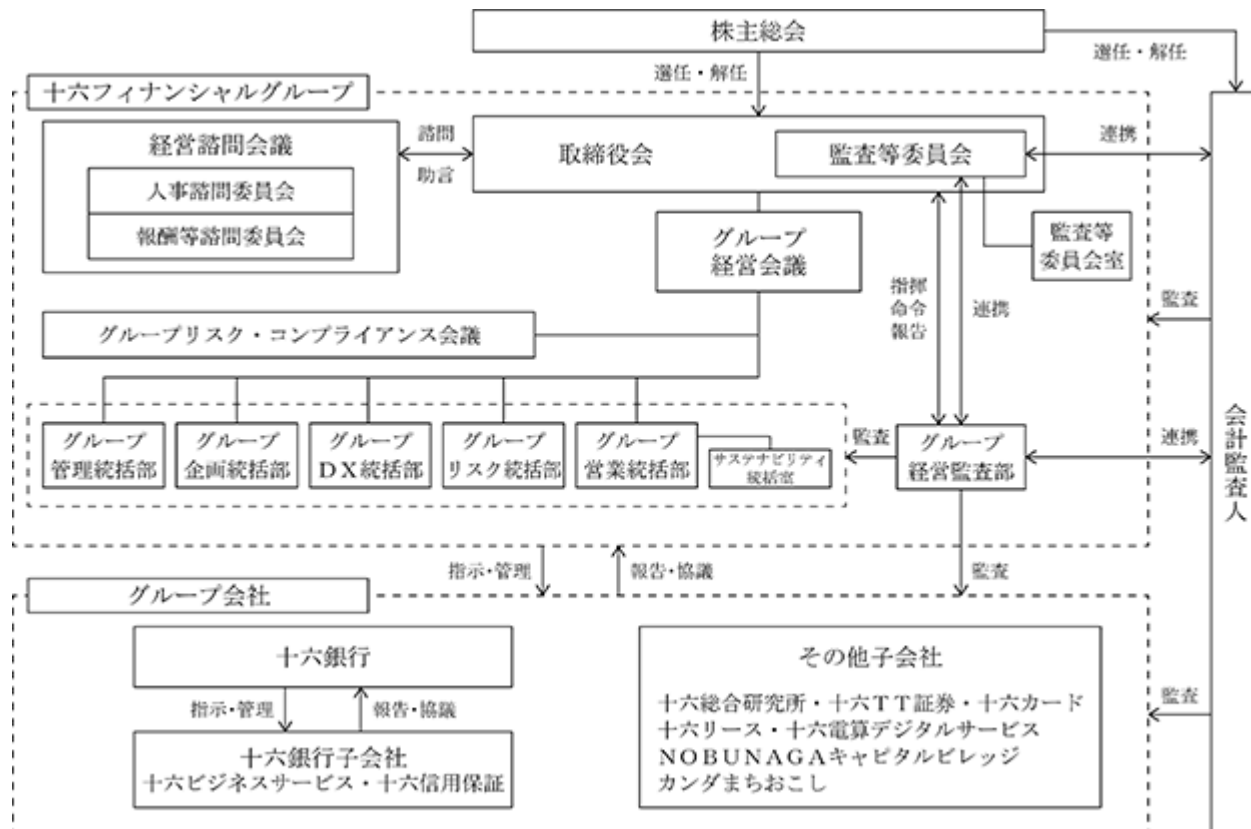 株主総会
選任・解任
選任・解任
十六フィナンシャルグループ
経営諮問会議
人事諮問委員会
報酬等諮問委員会
諮問
助言
取締役会
監査等委員会
連携
グループ
経営会議
監査等
委員会室
指揮
命令
報告
連携
監査
グループリスク・コンプライアンス会議
グループ
管理統括部
グループ
企画統括部
グループ
DX統括部
グループ
リスク統括部
グループ
営業統括部
サステナビリティ
統括室
監査
グループ
経営監査部
連携
会計監査人
指示・管理
報告・協議
監査
グループ会社
十六銀行
指示・管理
報告・協議
十六銀行子会社
十六ビジネスサービス・十六信用保証
その他子会社
十六総合研究所・十六TT証券・十六カード
十六リース・十六電算デジタルサービス
NOBUNAGAキャピタルビレッジ
カンダまちおこし
監査